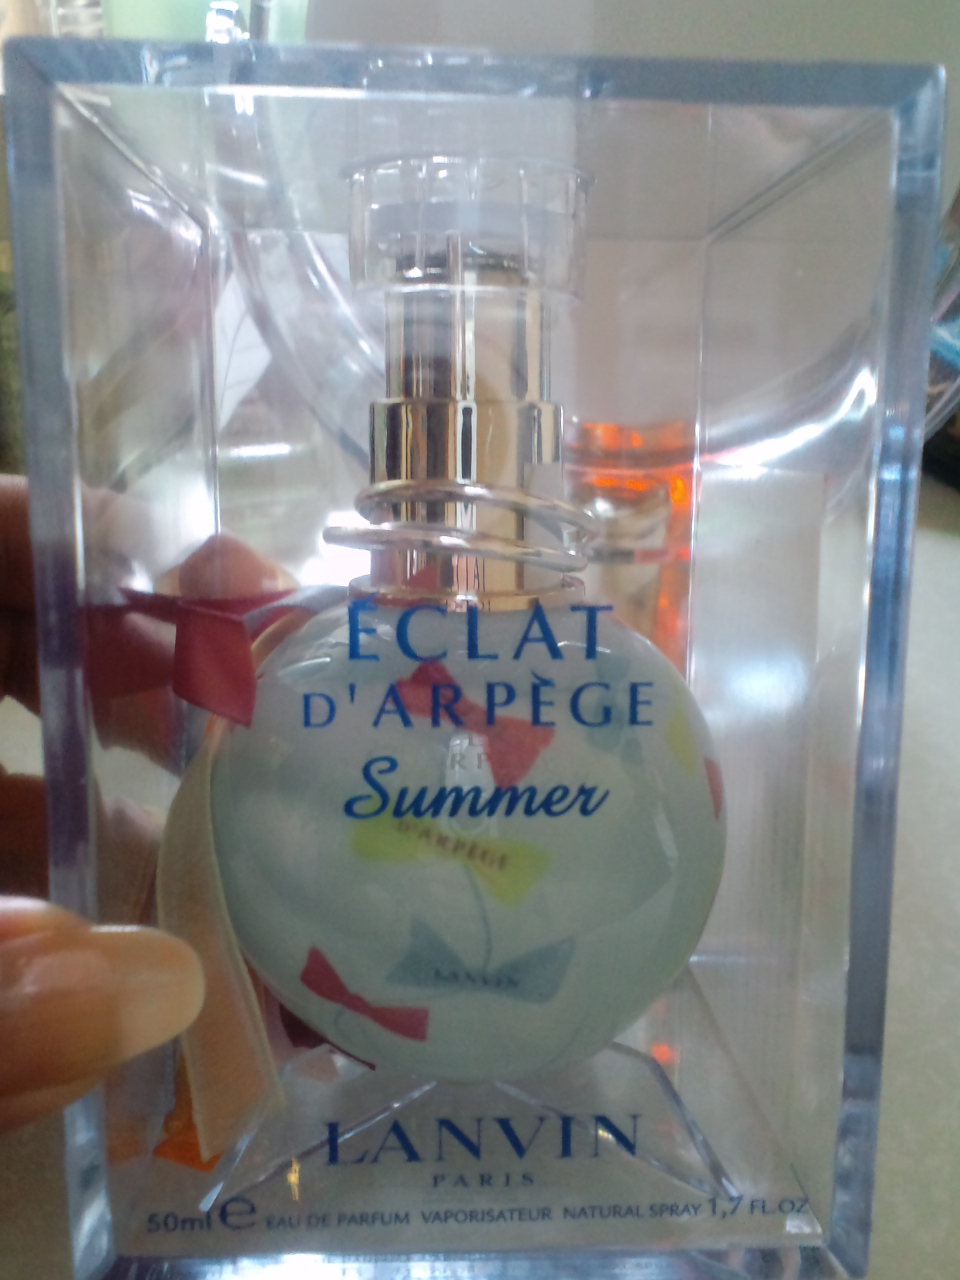 ÉCLAT
D'ARPÈGE
Summer
D'ARPÈGE
LANVIN
LANVIN
PARIS
50ml e EAU DE PARFUM VAPORISATEUR NATURAL SPRAY 1,7 FL.OZ